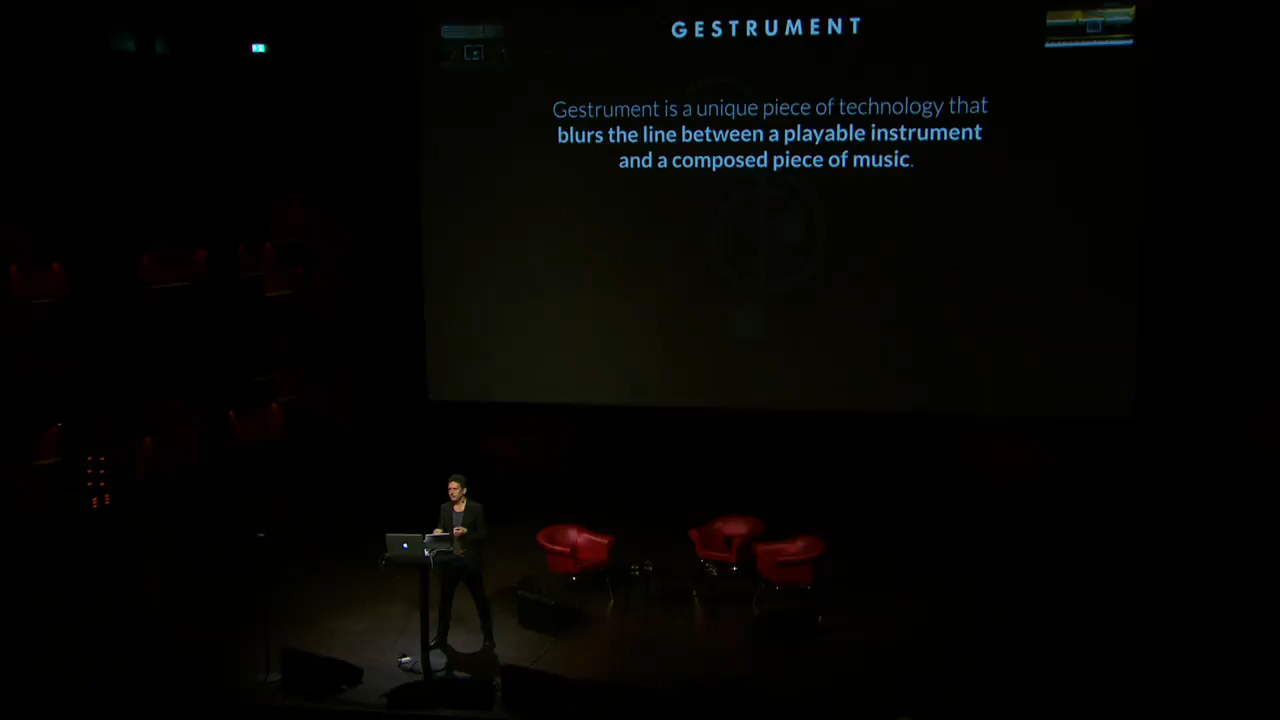 GESTRUMENT
Gestrument is a unique piece of technology that
blurs the line between a playable instrument
and a composed piece of music.